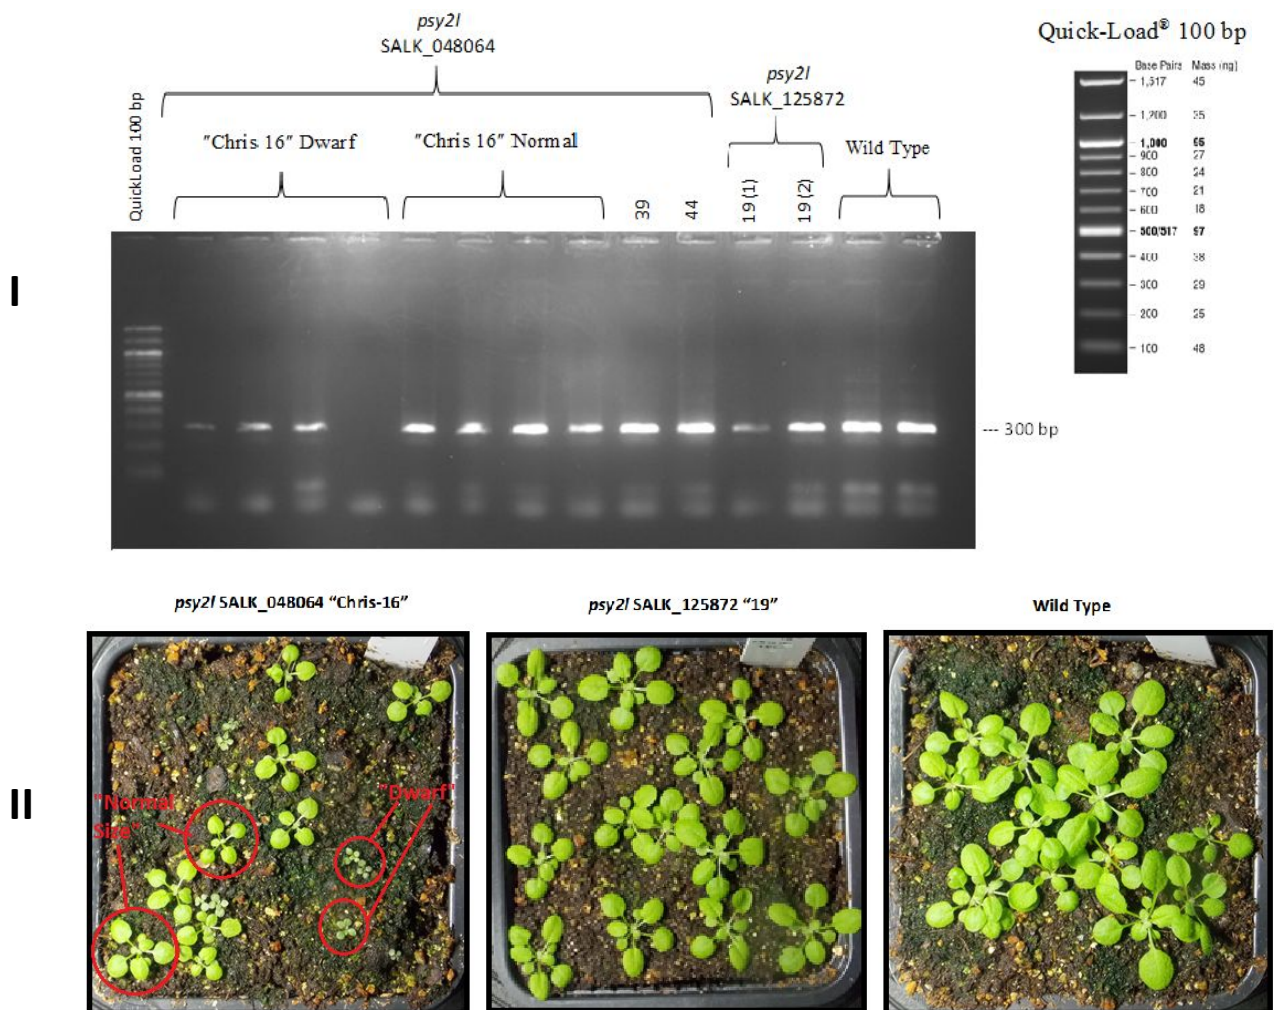 psy2l
SALK_048064
Quick-Load® 100 bp
psy2l
SALK_125872
QuickLoad 100 bp
"Chris 16" Dwarf
"Chris 16" Normal
39
44
19 (1)
19 (2)
Wild Type
Base Pairs Mass (ng)
1,517 45
1,200 35
1,000 95
900 27
800 24
700 21
600 18
500/517 97
400 38
300 29
200 25
100 48
I
--- 300 bp
psy2l SALK_048064 "Chris-16"
psy2l SALK_125872 "19"
Wild Type
II
"Normal
Size"
"Dwarf"